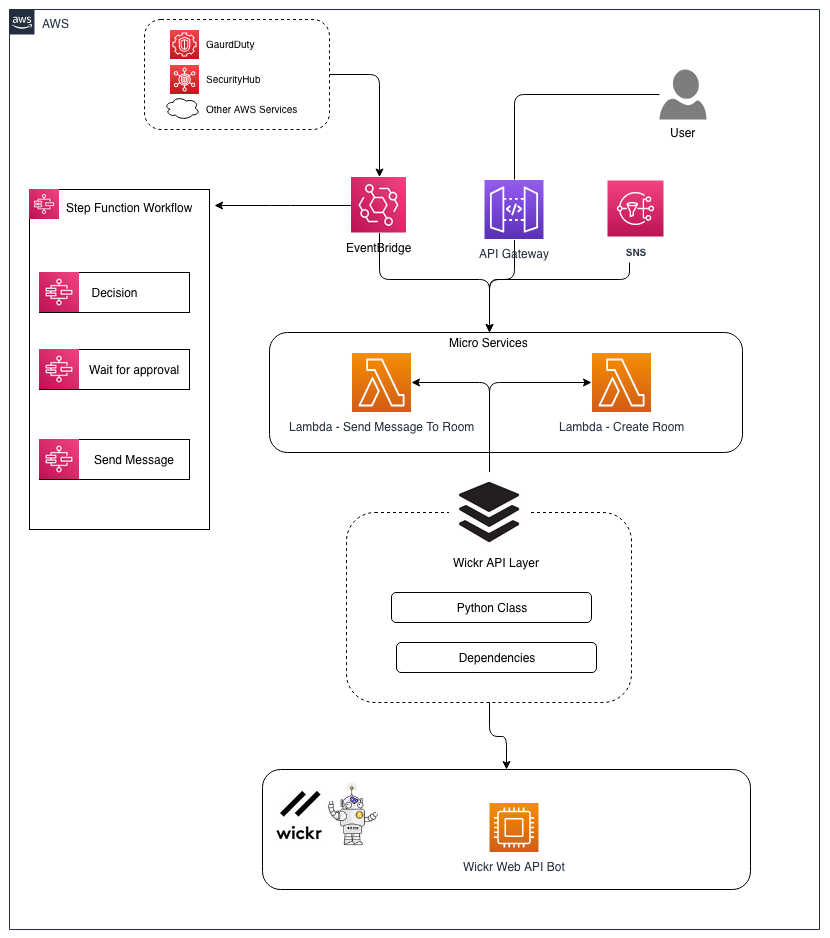 aws
AWS
GaurdDuty
SecurityHub
Other AWS Services
User
Step Function Workflow
EventBridge
API Gateway
SNS
Decision
Wait for approval
Send Message
Micro Services
Lambda - Send Message To Room
Lambda - Create Room
Wickr API Layer
Python Class
Dependencies
wickr
Wickr Web API Bot